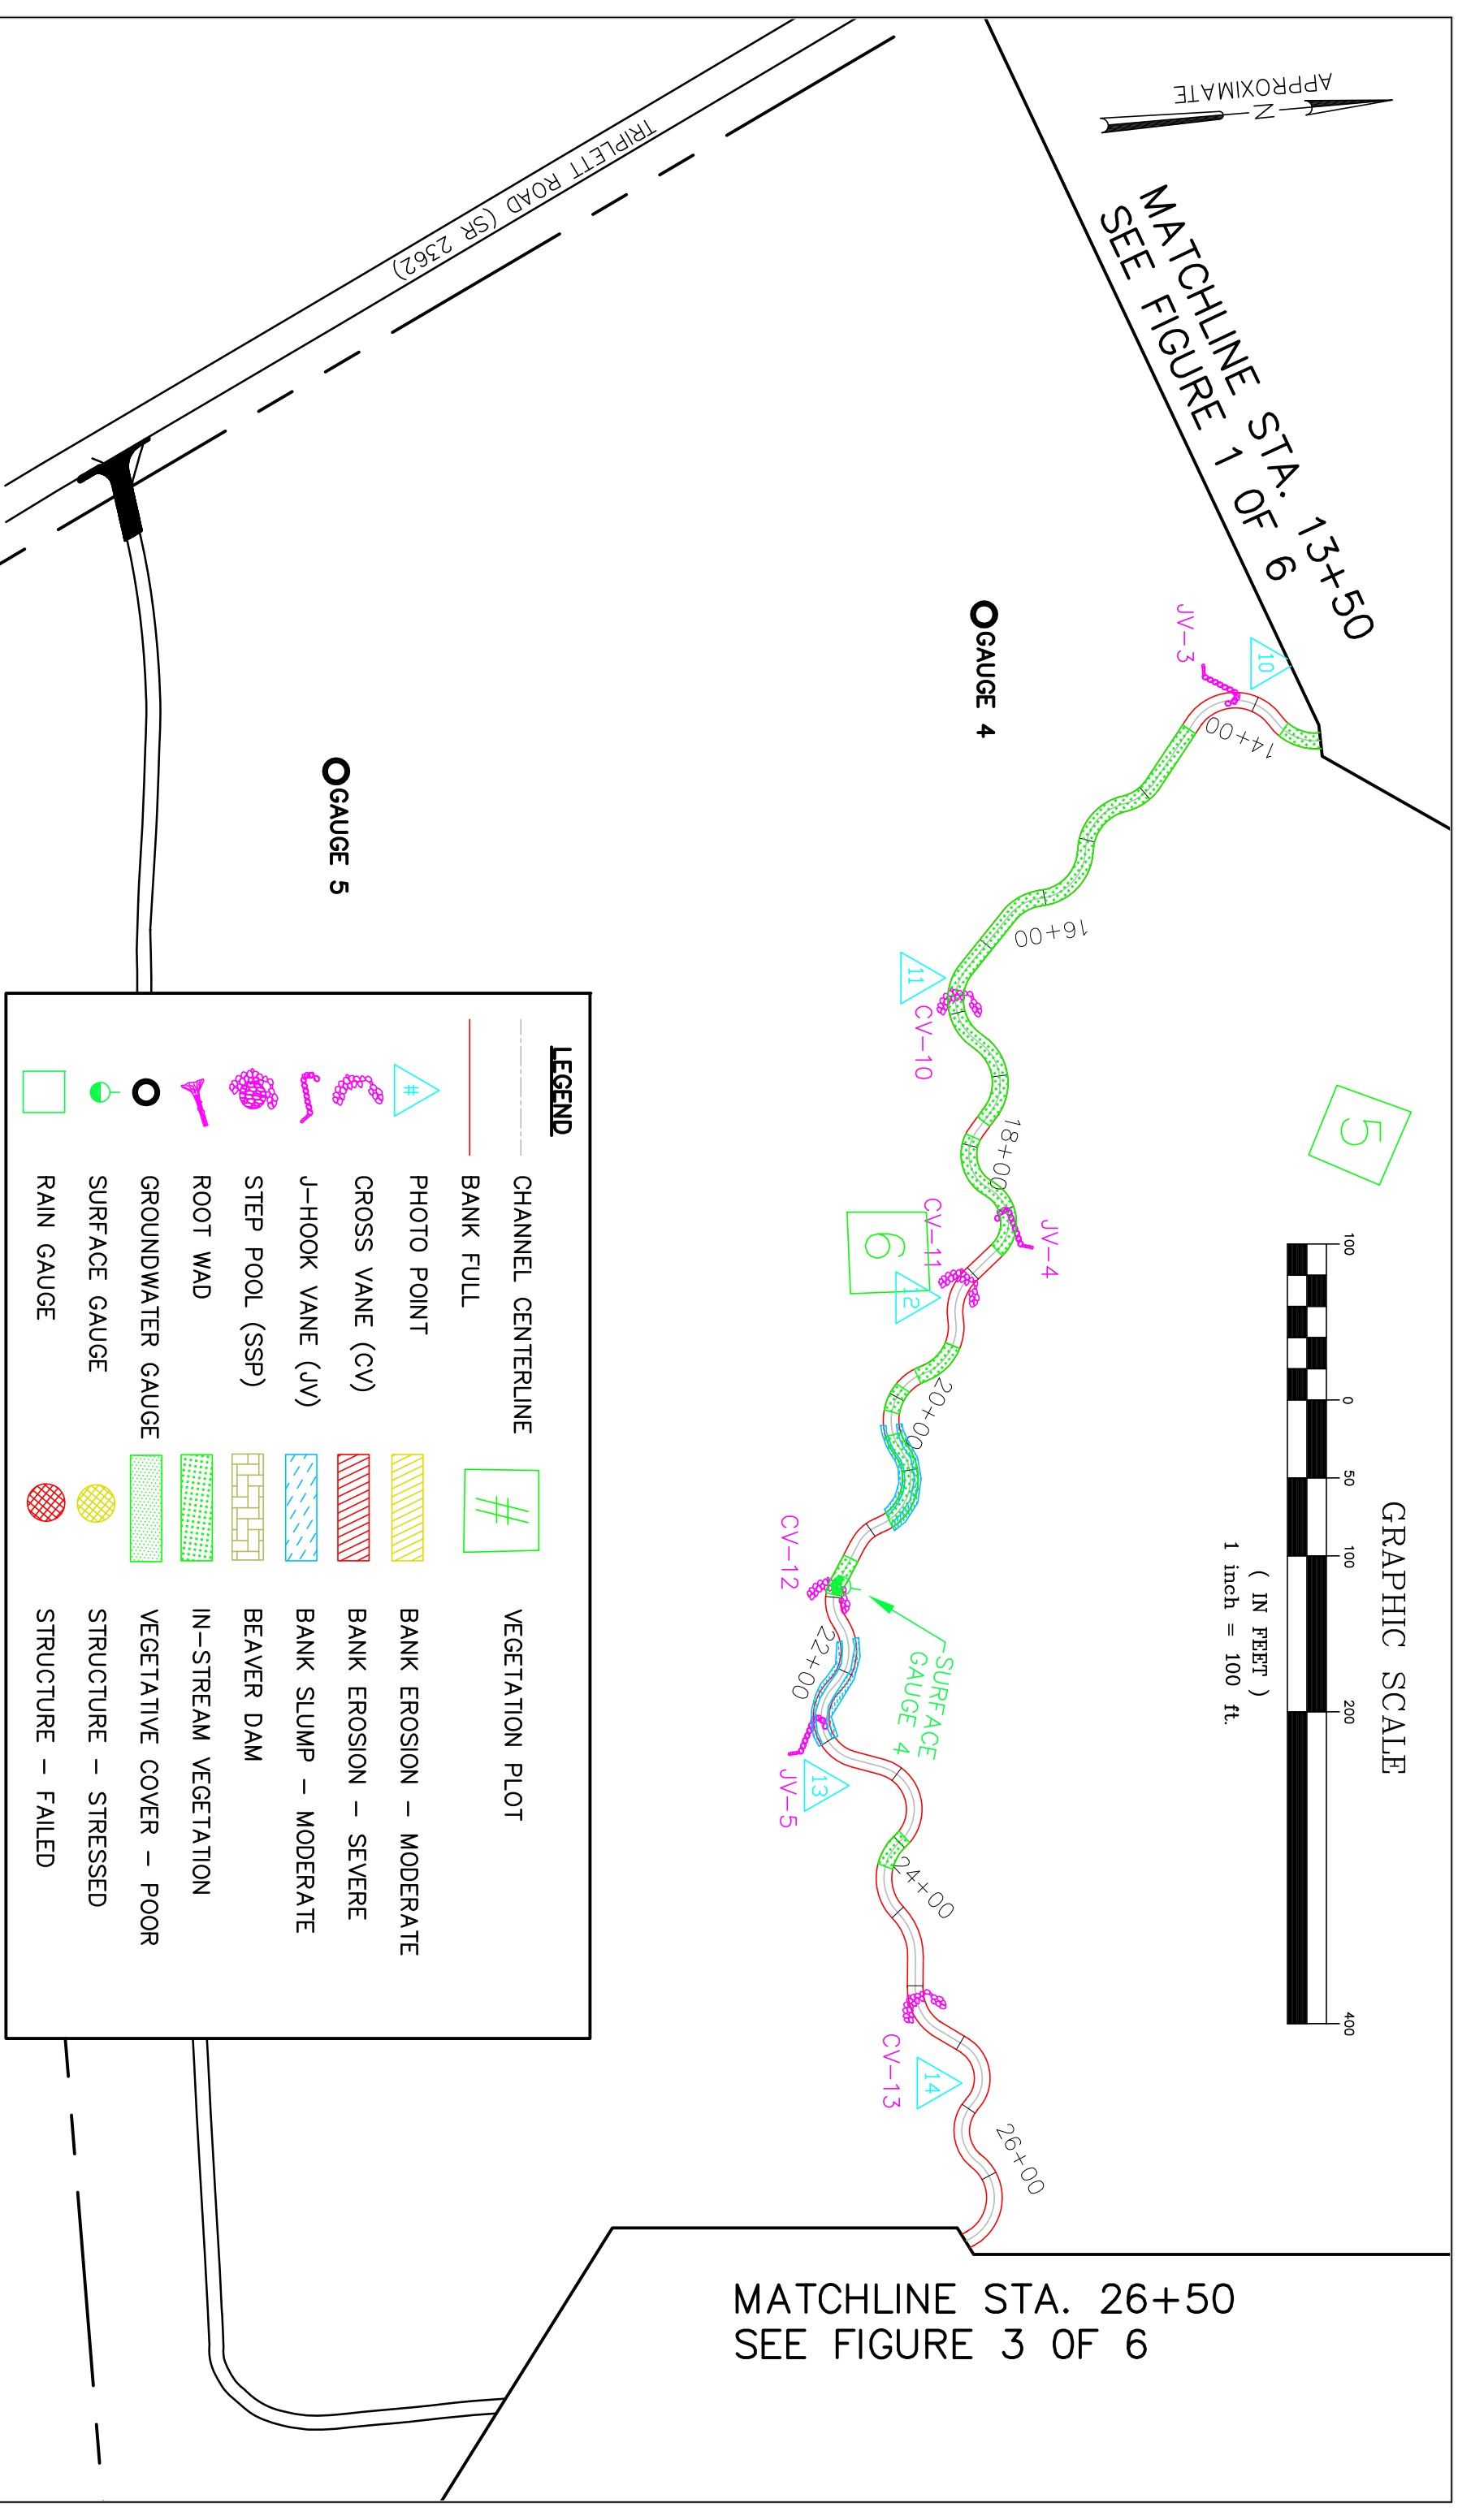 APPROXIMATE
N
MATCHLINE STA. 13+50
SEE FIGURE 1 OF 6
TRIPLETT ROAD (SR 2362)
GAUGE 4
GAUGE 5
JV-3
10
14+00
16+00
11
CV-10
18+00
5
JV-4
CV-11
6
12
20+00
CV-12
SURFACE
GAUGE 4
22+00
JV-5
13
24+00
CV-13
14
26+00
GRAPHIC SCALE
100
0
50
100
200
400
( IN FEET )
1 inch = 100 ft.
MATCHLINE STA. 26+50
SEE FIGURE 3 OF 6
LEGEND
CHANNEL CENTERLINE
BANK FULL
#
PHOTO POINT
CROSS VANE (CV)
J-HOOK VANE (JV)
STEP POOL (SSP)
ROOT WAD
GROUNDWATER GAUGE
SURFACE GAUGE
RAIN GAUGE
#
VEGETATION PLOT
BANK EROSION - MODERATE
BANK EROSION - SEVERE
BANK SLUMP - MODERATE
BEAVER DAM
IN-STREAM VEGETATION
VEGETATIVE COVER - POOR
STRUCTURE - STRESSED
STRUCTURE - FAILED